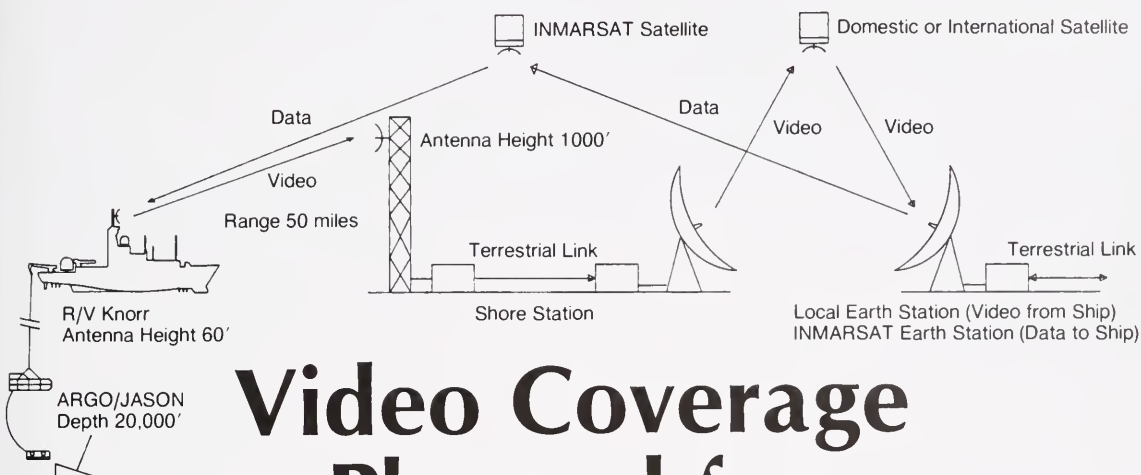 INMARSAT Satellite
Domestic or International Satellite
Data
Data
Video
Video
Antenna Height 1000′
Video
Range 50 miles
Terrestrial Link
Terrestrial Link
R/V Knorr
Antenna Height 60′
Shore Station
Local Earth Station (Video from Ship)
INMARSAT Earth Station (Data to Ship)
ARGO/JASON
Depth 20,000′
Video Coverage